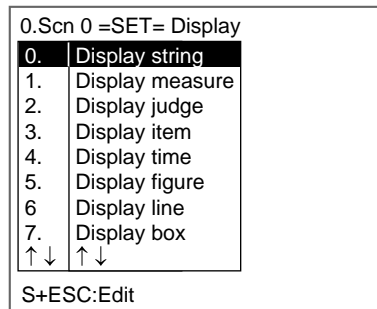 0.Scn 0 =SET= Display
0. Display string
1. Display measure
2. Display judge
3. Display item
4. Display time
5. Display figure
6 Display line
7. Display box
↑↓ ↑↓
S+ESC:Edit